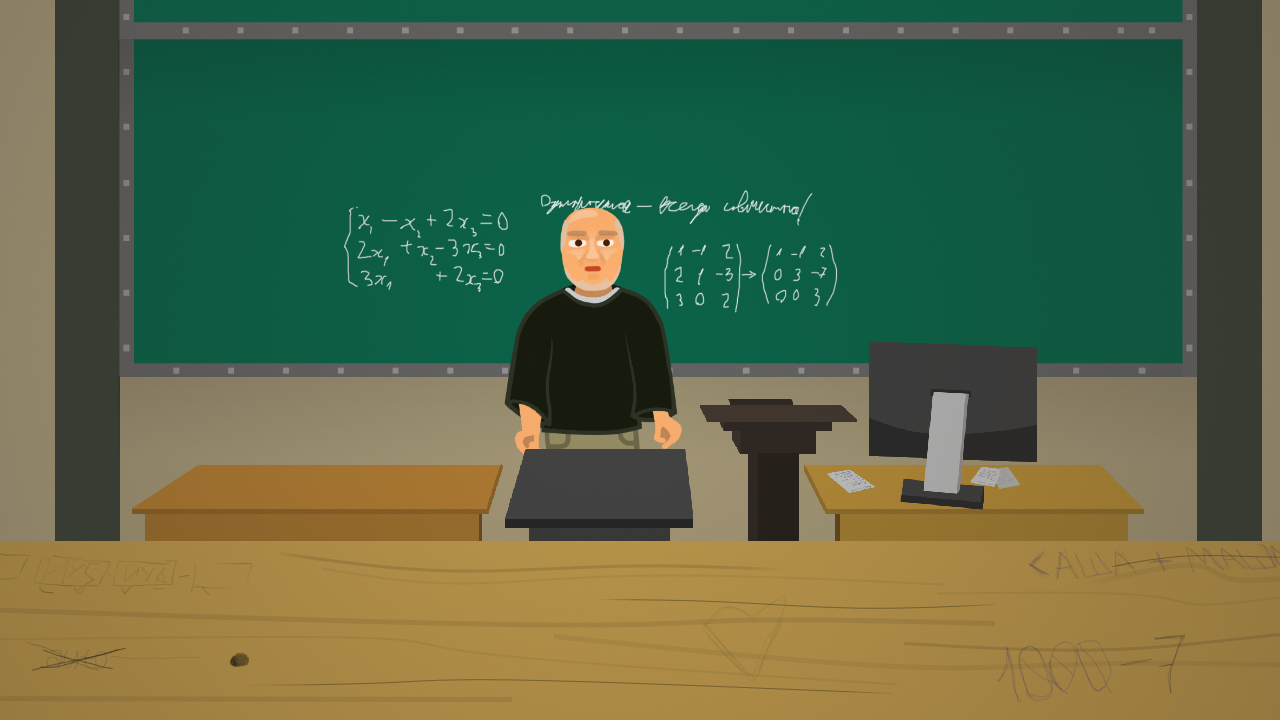 Однородная — всегда совместна!
x₁ - x₂ + 2x₃ = 0
2x₁ + x₂ - 3x₃ = 0
3x₁ + 2x₃ = 0
1 -1 2
2 1 -3
3 0 2
→
1 -1 2
0 3 -7
0 0 3
САША + МАША
1000-7